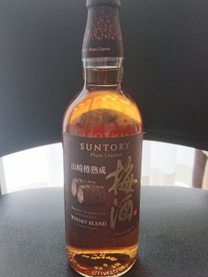 SUNTORY
Plum Liqueur
山崎樽熟成
梅酒
WHISKY BLEND